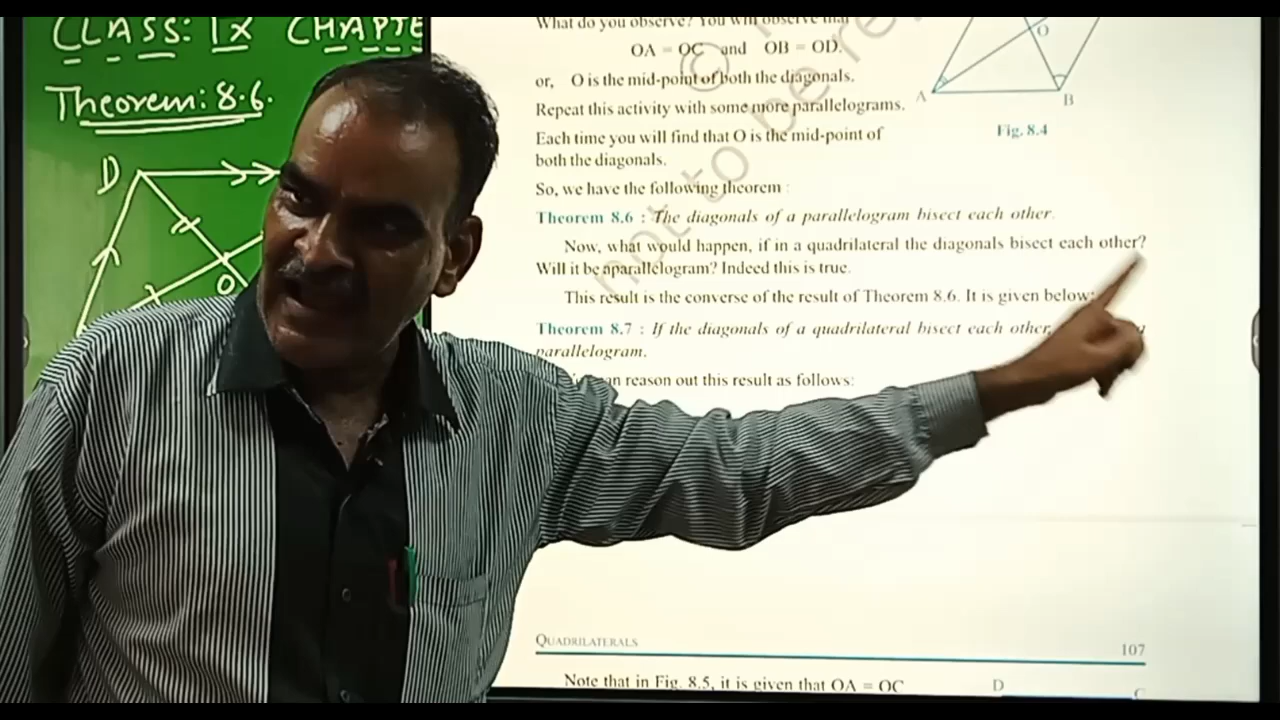 CLASS: IX CHAPTE
Theorem: 8.6.
D
O
What do you observe? You will observe that
OA = OC and OB = OD.
or, O is the mid-point of both the diagonals.
Repeat this activity with some more parallelograms.
Each time you will find that O is the mid-point of
both the diagonals.
O
A
B
Fig. 8.4
So, we have the following theorem :
Theorem 8.6 : The diagonals of a parallelogram bisect each other.
Now, what would happen, if in a quadrilateral the diagonals bisect each other?
Will it be aparallelogram? Indeed this is true.
This result is the converse of the result of Theorem 8.6. It is given below:
Theorem 8.7 : If the diagonals of a quadrilateral bisect each other
parallelogram.
reason out this result as follows:
QUADRILATERALS
107
Note that in Fig. 8.5, it is given that OA = OC
D
C
© 
not to be re